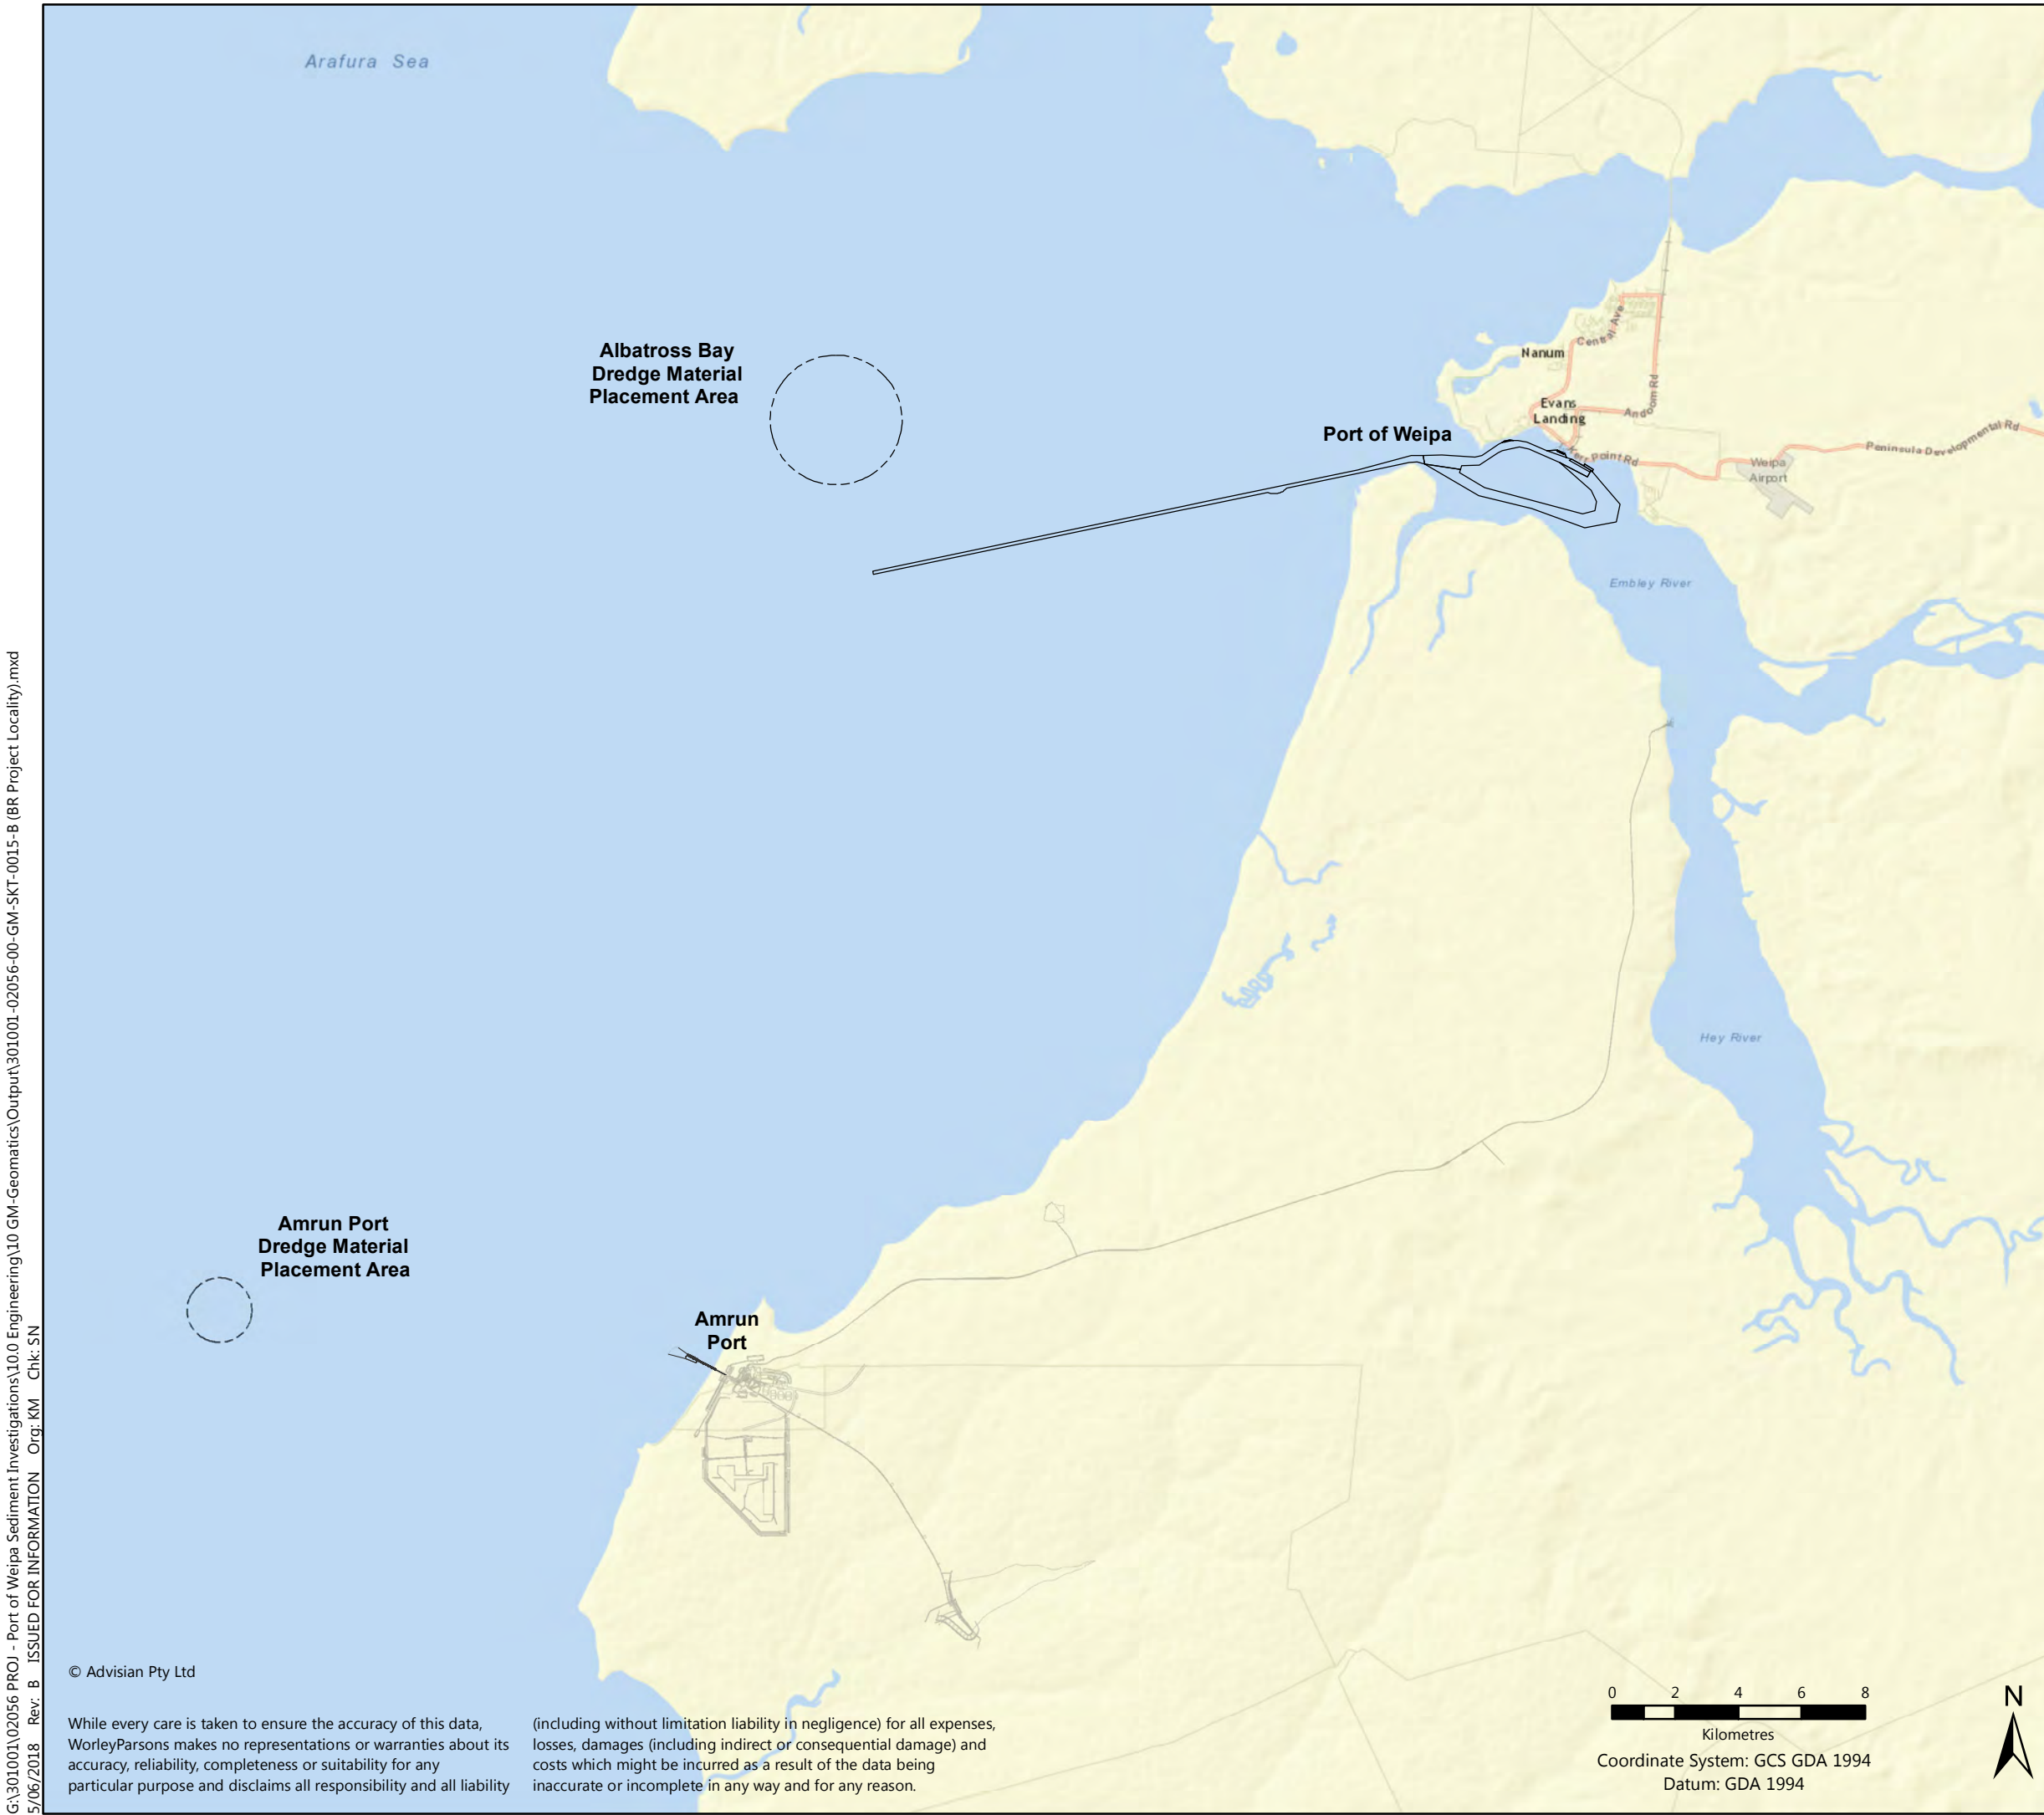 Arafura Sea
Albatross Bay
Dredge Material
Placement Area
Port of Weipa
Nanum
Central Ave
Evans
Landing
Andoom Rd
Kerr Point Rd
Weipa
Airport
Peninsula Developmental Rd
Embley River
Hey River
Amrun Port
Dredge Material
Placement Area
Amrun
Port
© Advisian Pty Ltd
While every care is taken to ensure the accuracy of this data,
WorleyParsons makes no representations or warranties about its
accuracy, reliability, completeness or suitability for any
particular purpose and disclaims all responsibility and all liability
(including without limitation liability in negligence) for all expenses,
losses, damages (including indirect or consequential damage) and
costs which might be incurred as a result of the data being
inaccurate or incomplete in any way and for any reason.
0 2 4 6 8
Kilometres
Coordinate System: GCS GDA 1994
Datum: GDA 1994
N
G:\301001\02056 PROJ - Port of Weipa Sediment Investigations\10.0 Engineering\10 GM-Geomatics\Output\301001-02056-00-GM-SKT-0015-B (BR Project Locality).mxd
5/06/2018 Rev: B ISSUED FOR INFORMATION Org: KM Chk: SN